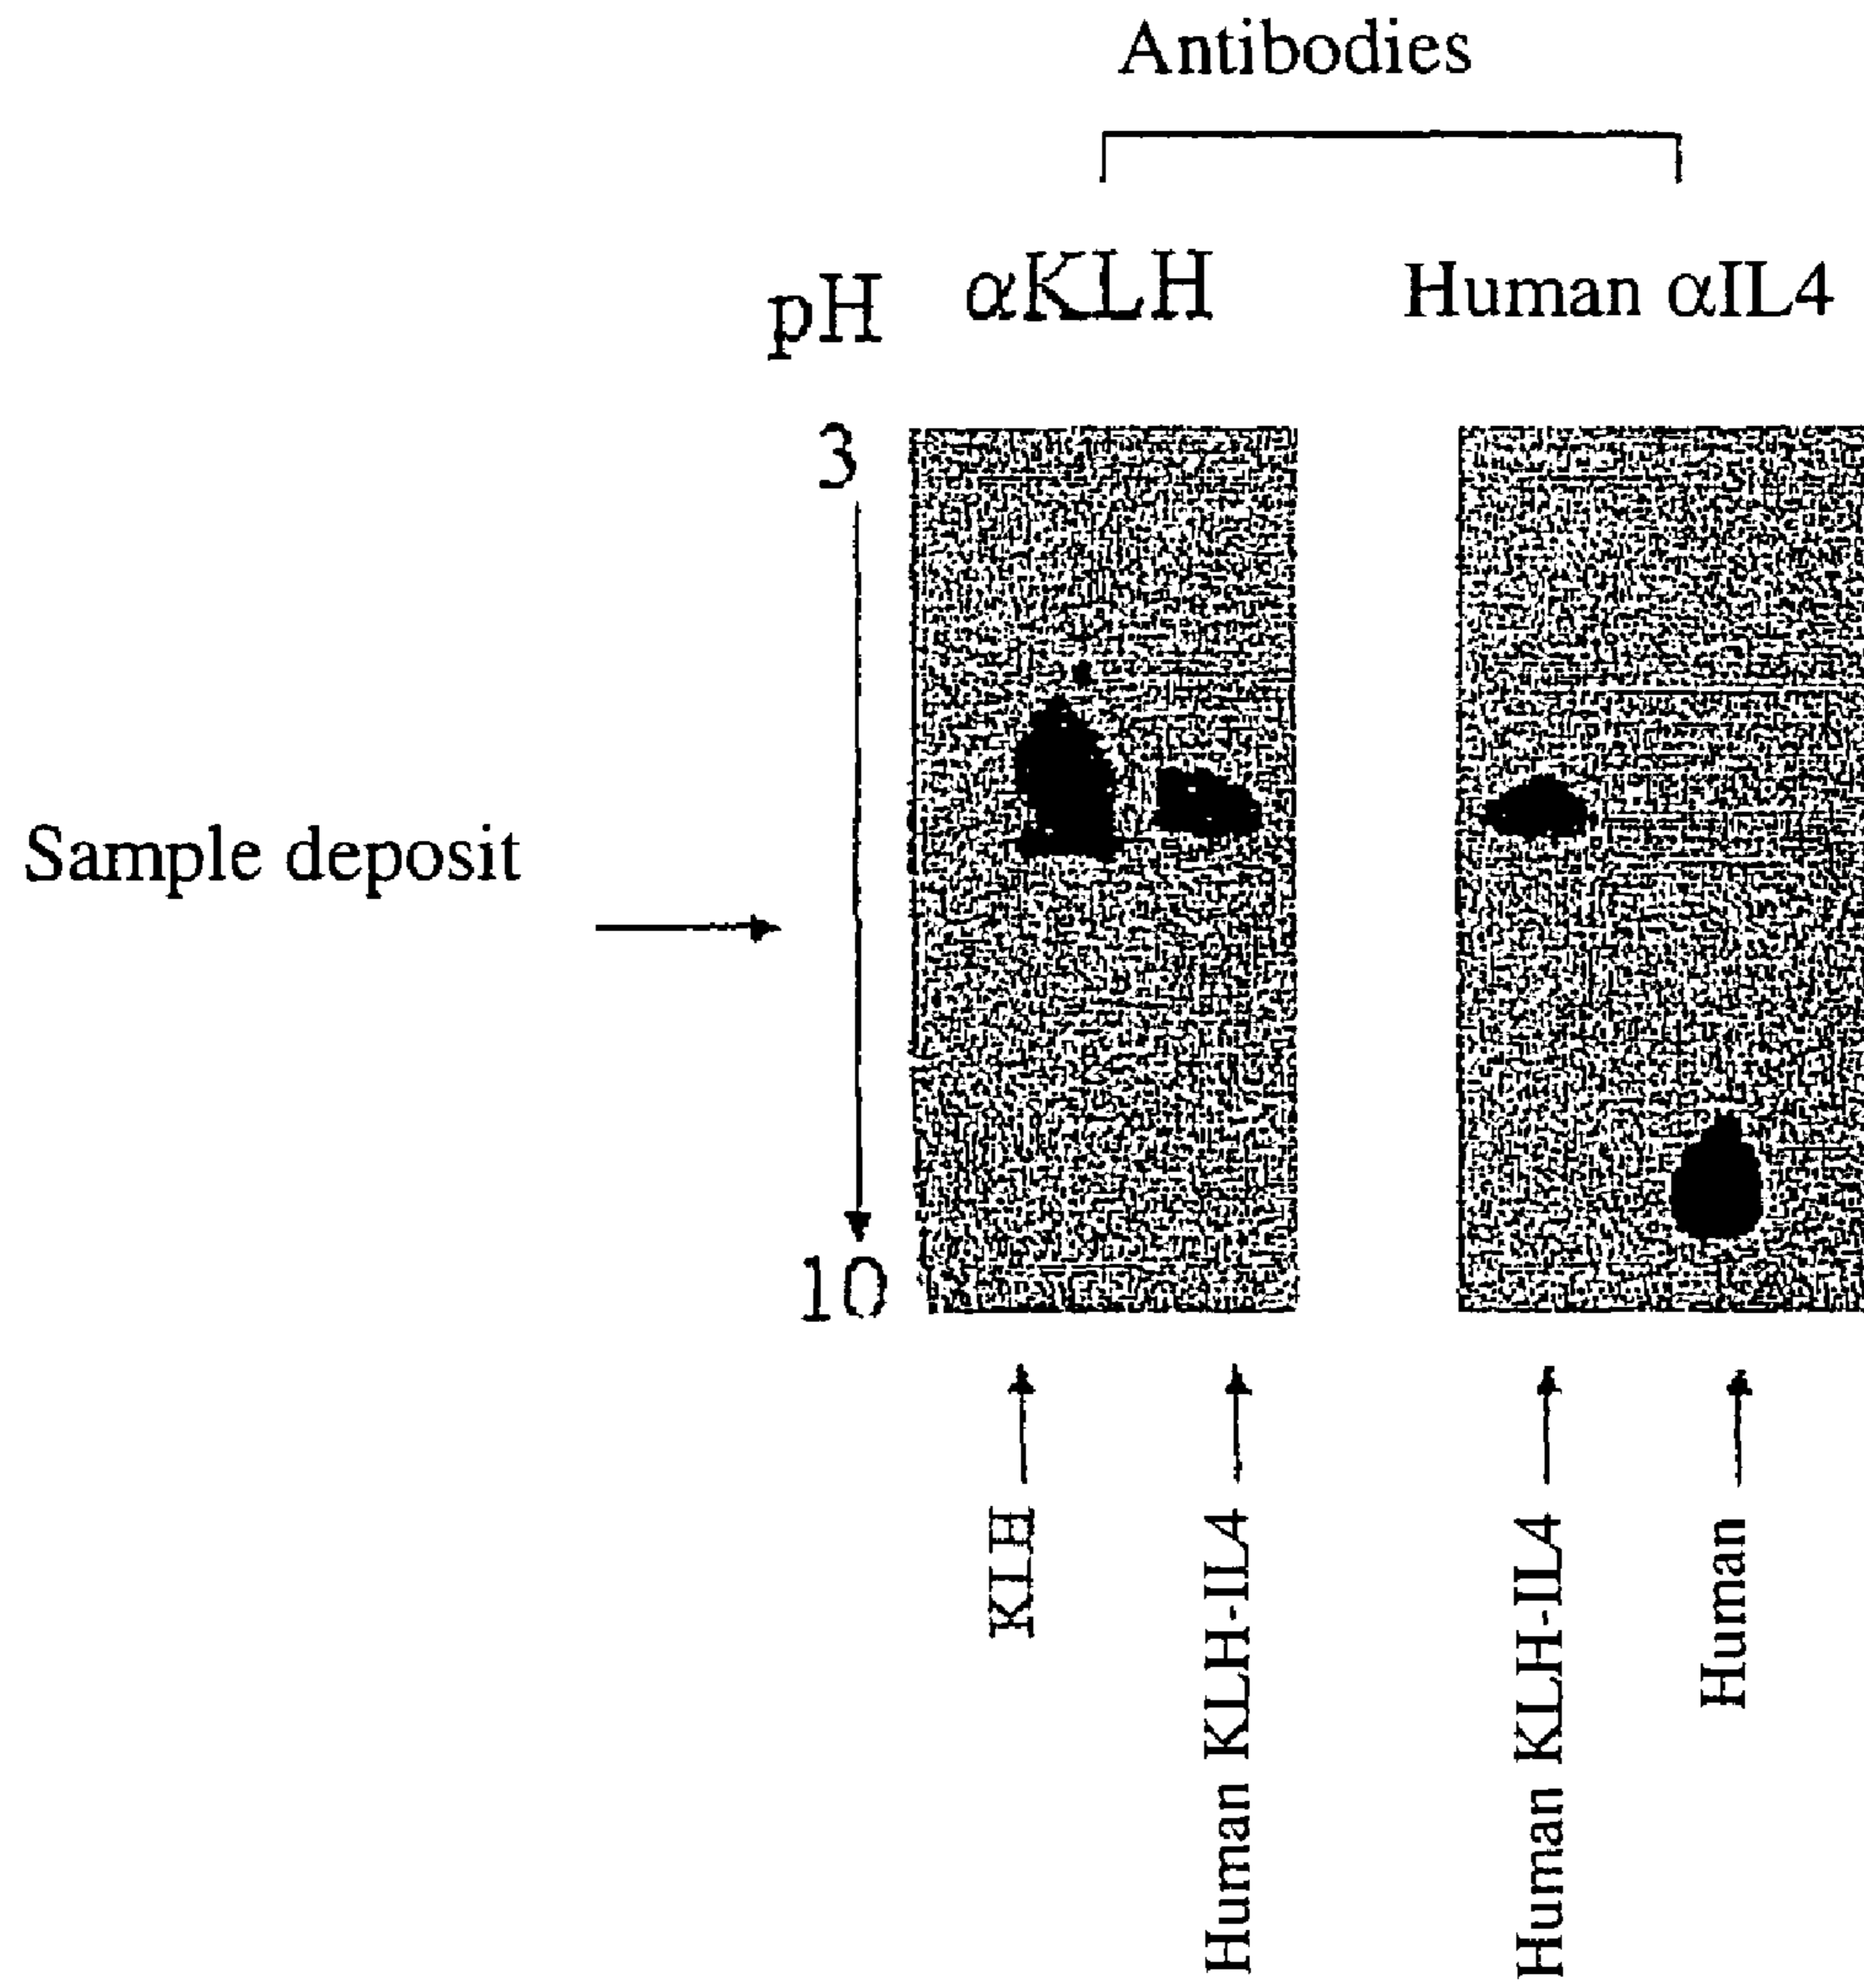 Antibodies
pH αKLH Human αIL4
3
Sample deposit
10
KLH
Human KLH-IL4
Human KLH-IL4
Human